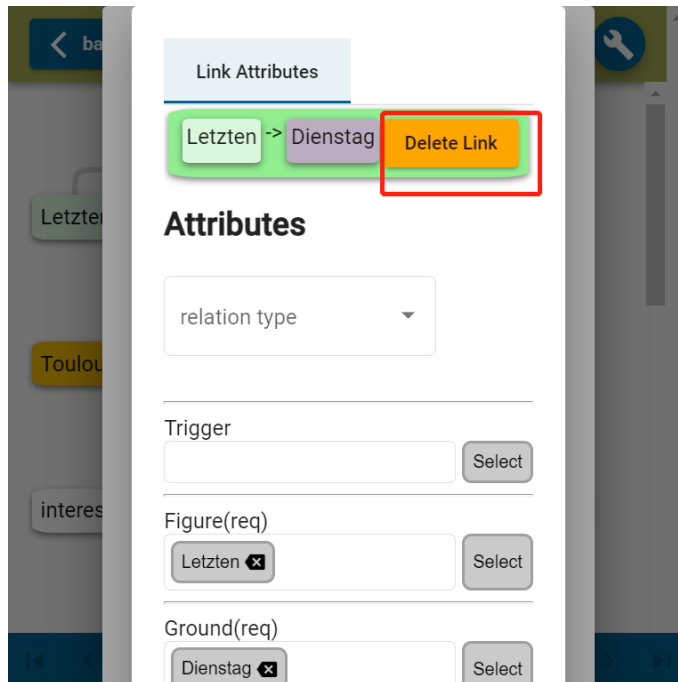 ba
Link Attributes
Letzten -> Dienstag Delete Link
Letzten
Attributes
relation type
Toulou
Trigger
Select
interes
Figure(req)
Letzten Select
Ground(req)
Dienstag Select